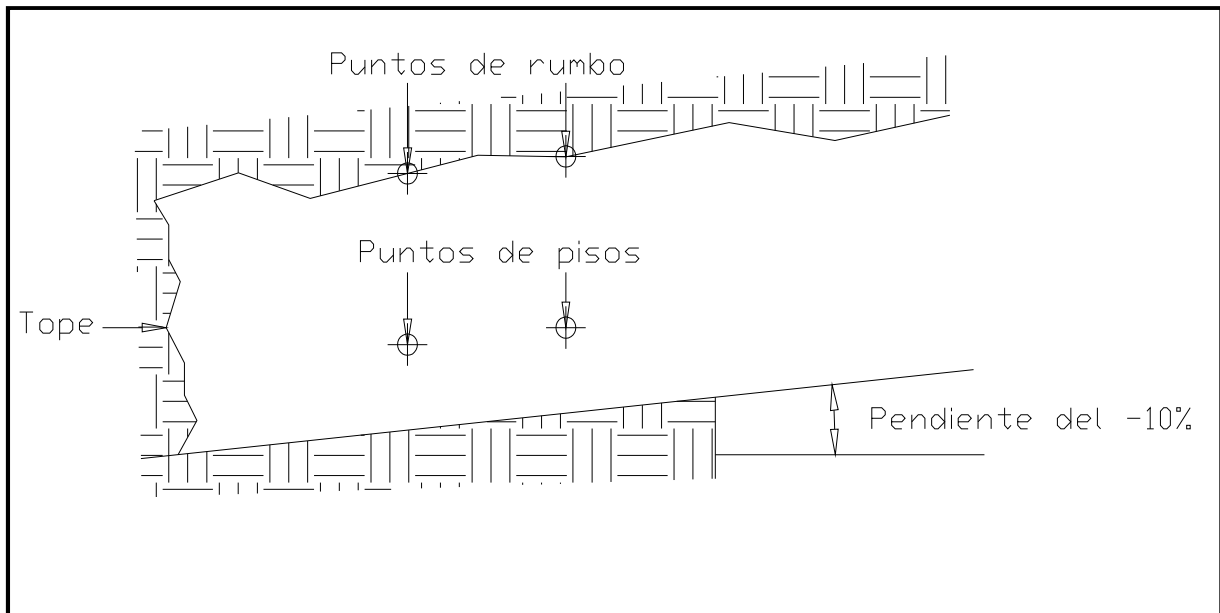 Puntos de rumbo
Puntos de pisos
Tope
Pendiente del -10%